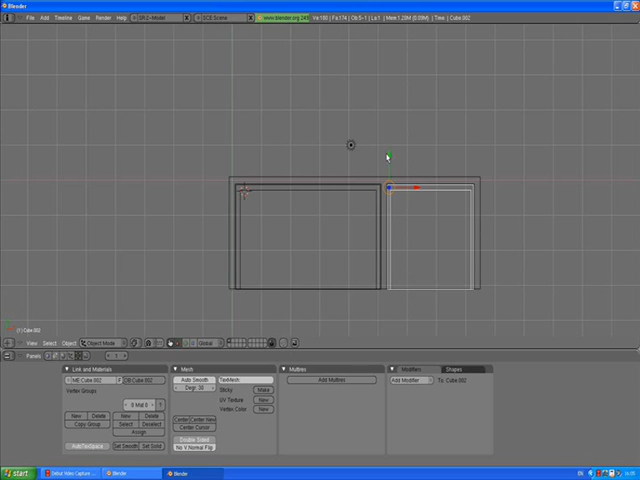 Blender
File Add Timeline Game Render Help SR:2-Model SCE:Scene www.blender.org 241 Ve:180 | Fa:174 | Ob:5-1 | La:1 | Mem:1.20M (0.09M) | Time: | Cube.002
(1) Cube.002
View Select Object Object Mode Global
Panels 1
Link and Materials Mesh Multires Modifiers Shapes
ME:Cube.002 F OB:Cube.002 Auto Smooth TexMesh Add Multires Add Modifier To: Cube.002
Vertex Groups Degr: 30 Sticky Make
0 Mat 0 ? UV Texture New
New Delete New Delete Vertex Color New
Copy Group Select Deselect Center Center New
Assign Center Cursor
AutoTexSpace Set Smooth Set Solid Double Sided
No V.Normal Flip
start Debut Video Capture ... Blender Blender EN